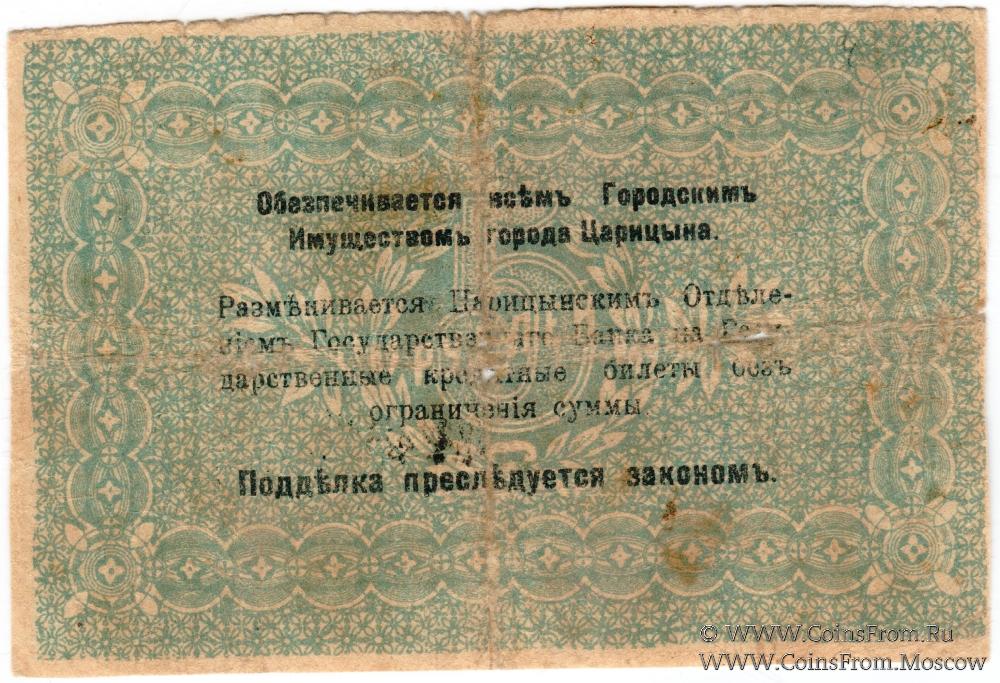 Обезпечивается всѣмъ Городскимъ
Имуществомъ города Царицына.
Размѣнивается Царицынскимъ Отдѣле-
ніемъ Государственнаго Банка на Госу-
дарственные кредитные билеты безъ
ограниченія суммы.
Поддѣлка преслѣдуется закономъ.
© WWW.CoinsFrom.Ru
WWW.CoinsFrom.Moscow